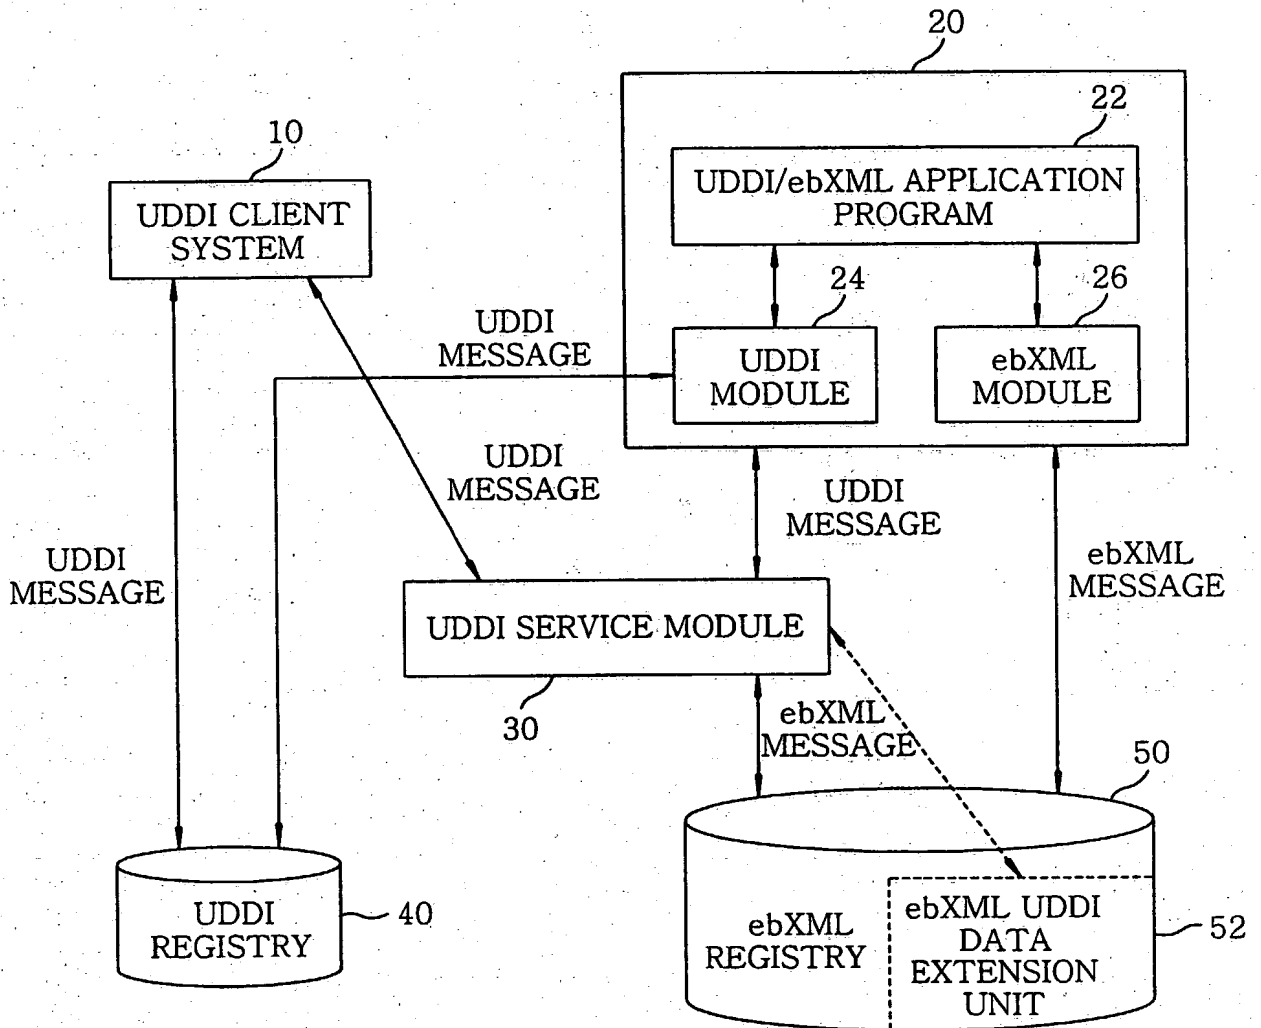 20
22
UDDI/ebXML APPLICATION
PROGRAM
10
UDDI CLIENT
SYSTEM
24
UDDI
MODULE
26
ebXML
MODULE
UDDI
MESSAGE
UDDI
MESSAGE
UDDI
MESSAGE
UDDI
MESSAGE
ebXML
MESSAGE
UDDI SERVICE MODULE
30
ebXML
MESSAGE
50
UDDI
REGISTRY
40
ebXML
REGISTRY
ebXML UDDI
DATA
EXTENSION
UNIT
52